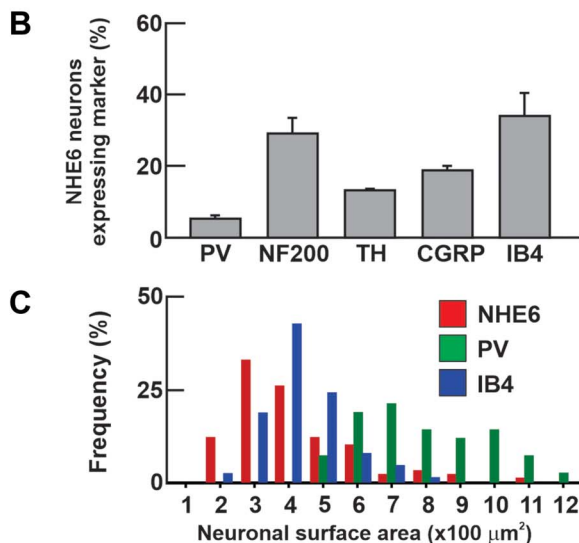 B
NHE6 neurons
expressing marker (%)
60
40
20
0
PV NF200 TH CGRP IB4
C
Frequency (%)
50
25
0
NHE6
PV
IB4
1 2 3 4 5 6 7 8 9 10 11 12
Neuronal surface area (x100 μm²)